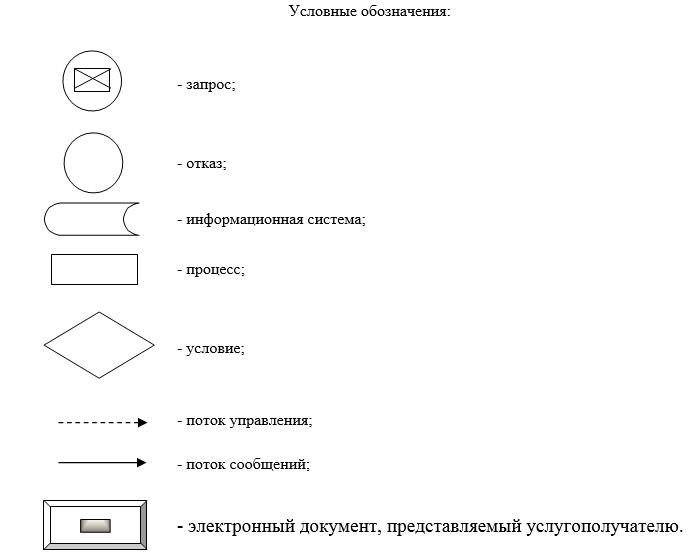 Условные обозначения:
- запрос;
- отказ;
- информационная система;
- процесс;
- условие;
- поток управления;
- поток сообщений;
- электронный документ, представляемый услугополучателю.